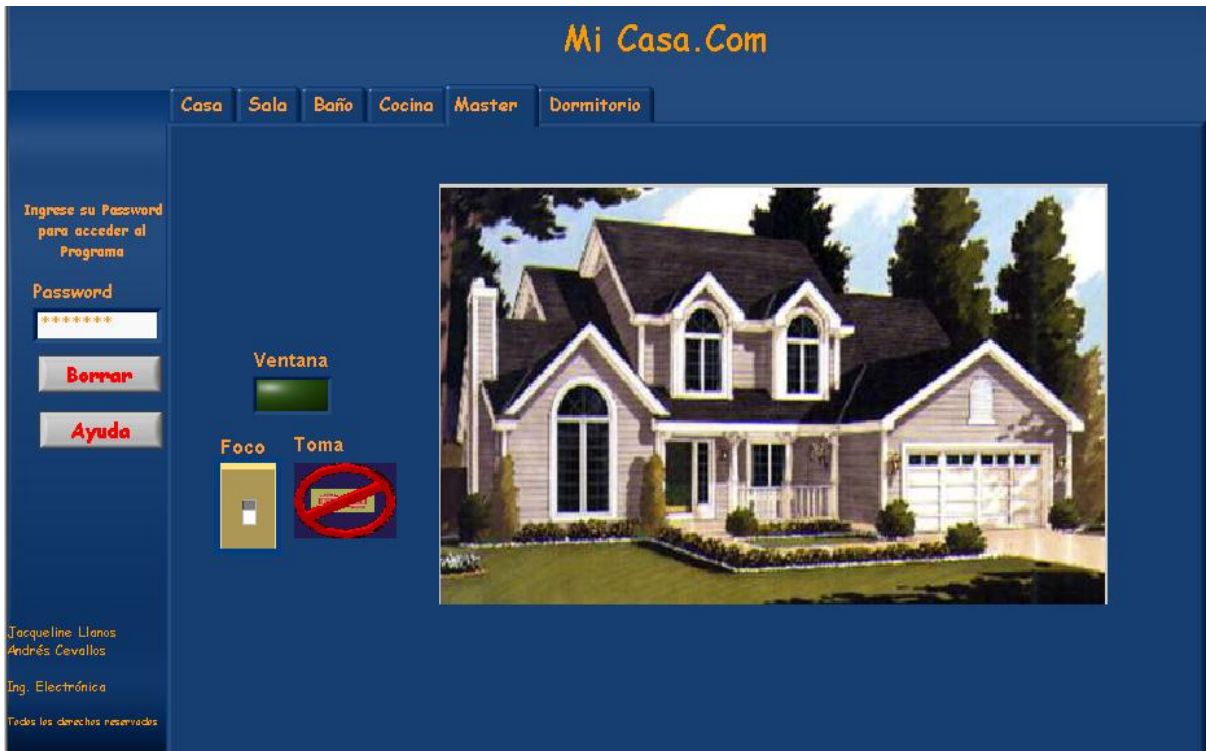 Mi Casa.Com
Casa Sala Baño Cocina Master Dormitorio
Ingrese su Password
para acceder al
Programa
Password
*******
Borrar
Ayuda
Ventana
Foco Toma
Jacqueline Llanos
Andrés Cevallos
Ing. Electrónica
Todos los derechos reservados